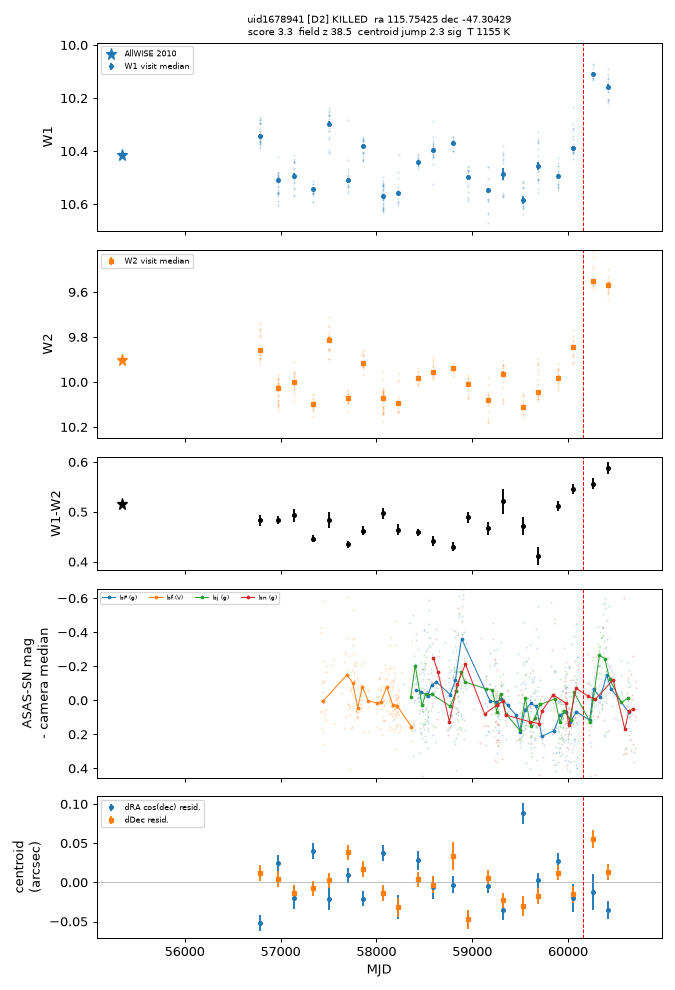 uid1678941 [D2] KILLED  ra 115.75425 dec -47.30429
score 3.3  field z 38.5  centroid jump 2.3 sig  T 1155 K
10.0
10.2
10.4
10.6
W1
AllWISE 2010
W1 visit median
9.6
9.8
10.0
10.2
W2
W2 visit median
0.6
0.5
0.4
W1-W2
−0.6
−0.4
−0.2
0.0
0.2
0.4
ASAS-SN mag
- camera median
bF (g)
bf (V)
bj (g)
bn (g)
0.10
0.05
0.00
−0.05
centroid
(arcsec)
dRA cos(dec) resid.
dDec resid.
56000
57000
58000
59000
60000
MJD